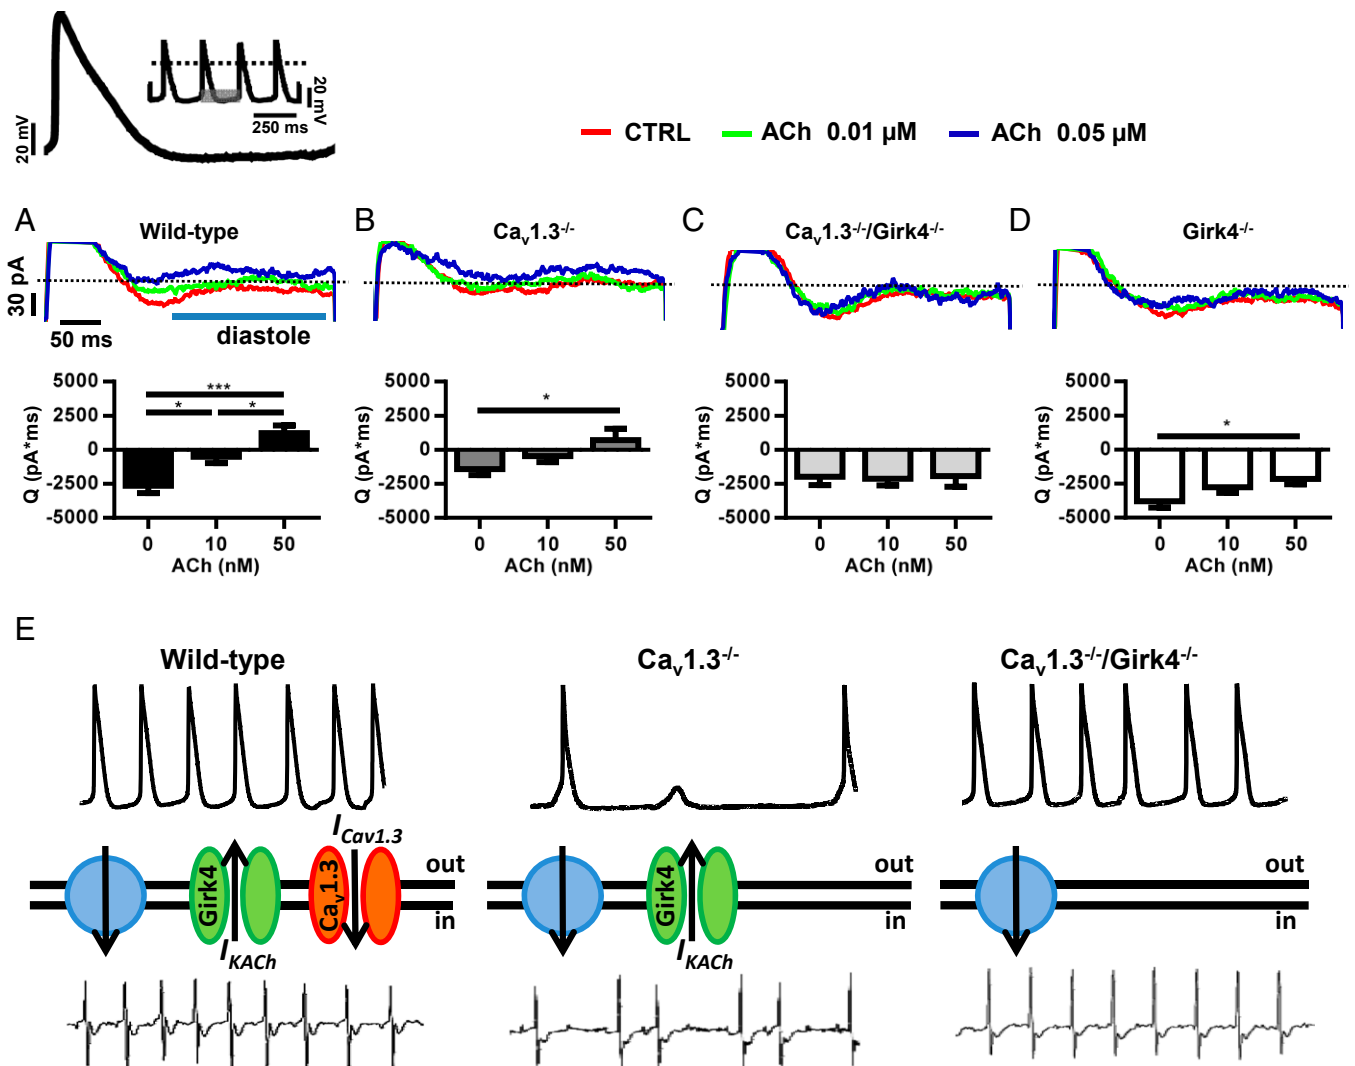 20 mV
20 mV
250 ms
CTRL
ACh 0.01 µM
ACh 0.05 µM
A
Wild-type
B
Cav1.3-/-
C
Cav1.3-/-/Girk4-/-
D
Girk4-/-
30 pA
50 ms
diastole
5000
2500
0
-2500
-5000
Q (pA*ms)
***
*
*
0 10 50
ACh (nM)
5000
2500
0
-2500
-5000
Q (pA*ms)
*
0 10 50
ACh (nM)
5000
2500
0
-2500
-5000
Q (pA*ms)
0 10 50
ACh (nM)
5000
2500
0
-2500
-5000
Q (pA*ms)
*
0 10 50
ACh (nM)
E
Wild-type
Cav1.3-/-
Cav1.3-/-/Girk4-/-
ICav1.3
Girk4
Cav1.3
out
in
IKACh
Girk4
out
in
IKACh
out
in